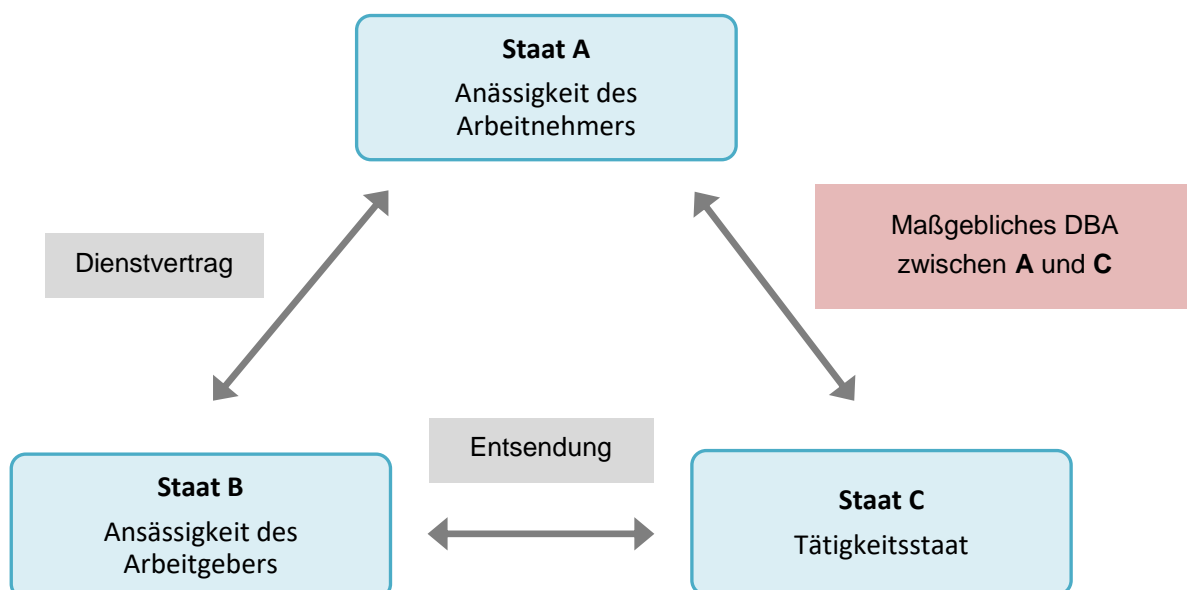 Staat A
Anässigkeit des
Arbeitnehmers
Dienstvertrag
Maßgebliches DBA
zwischen A und C
Entsendung
Staat B
Ansässigkeit des
Arbeitgebers
Staat C
Tätigkeitsstaat